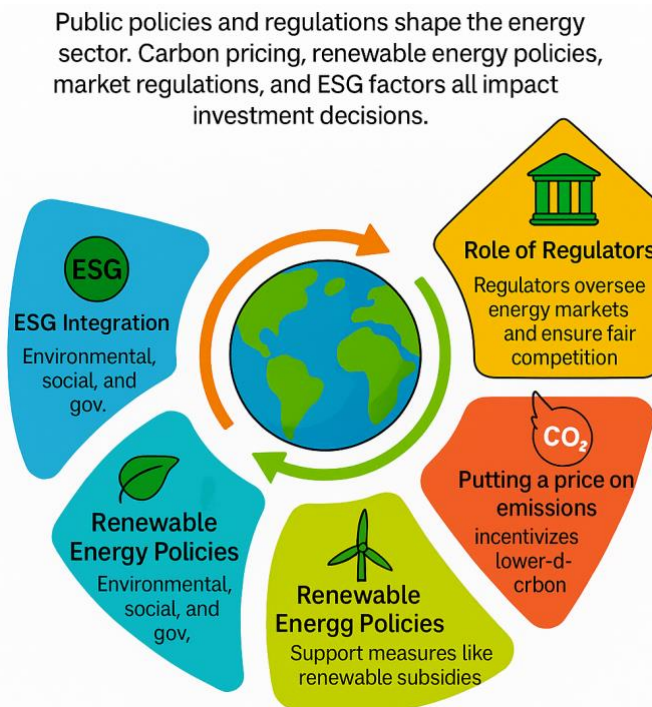 Public policies and regulations shape the energy
sector. Carbon pricing, renewable energy policies,
market regulations, and ESG factors all impact
investment decisions.
ESG
ESG Integration
Environmental,
social, and
gov.
Role of Regulators
Regulators oversee
energy markets
and ensure fair
competition
Renewable
Energy Policies
Environmental,
social, and
gov,
Renewable
Energg Policies
Support measures like
renewable subsidies
CO₂
Putting a price on
emissions
incentivizes
lower-d-
crbon